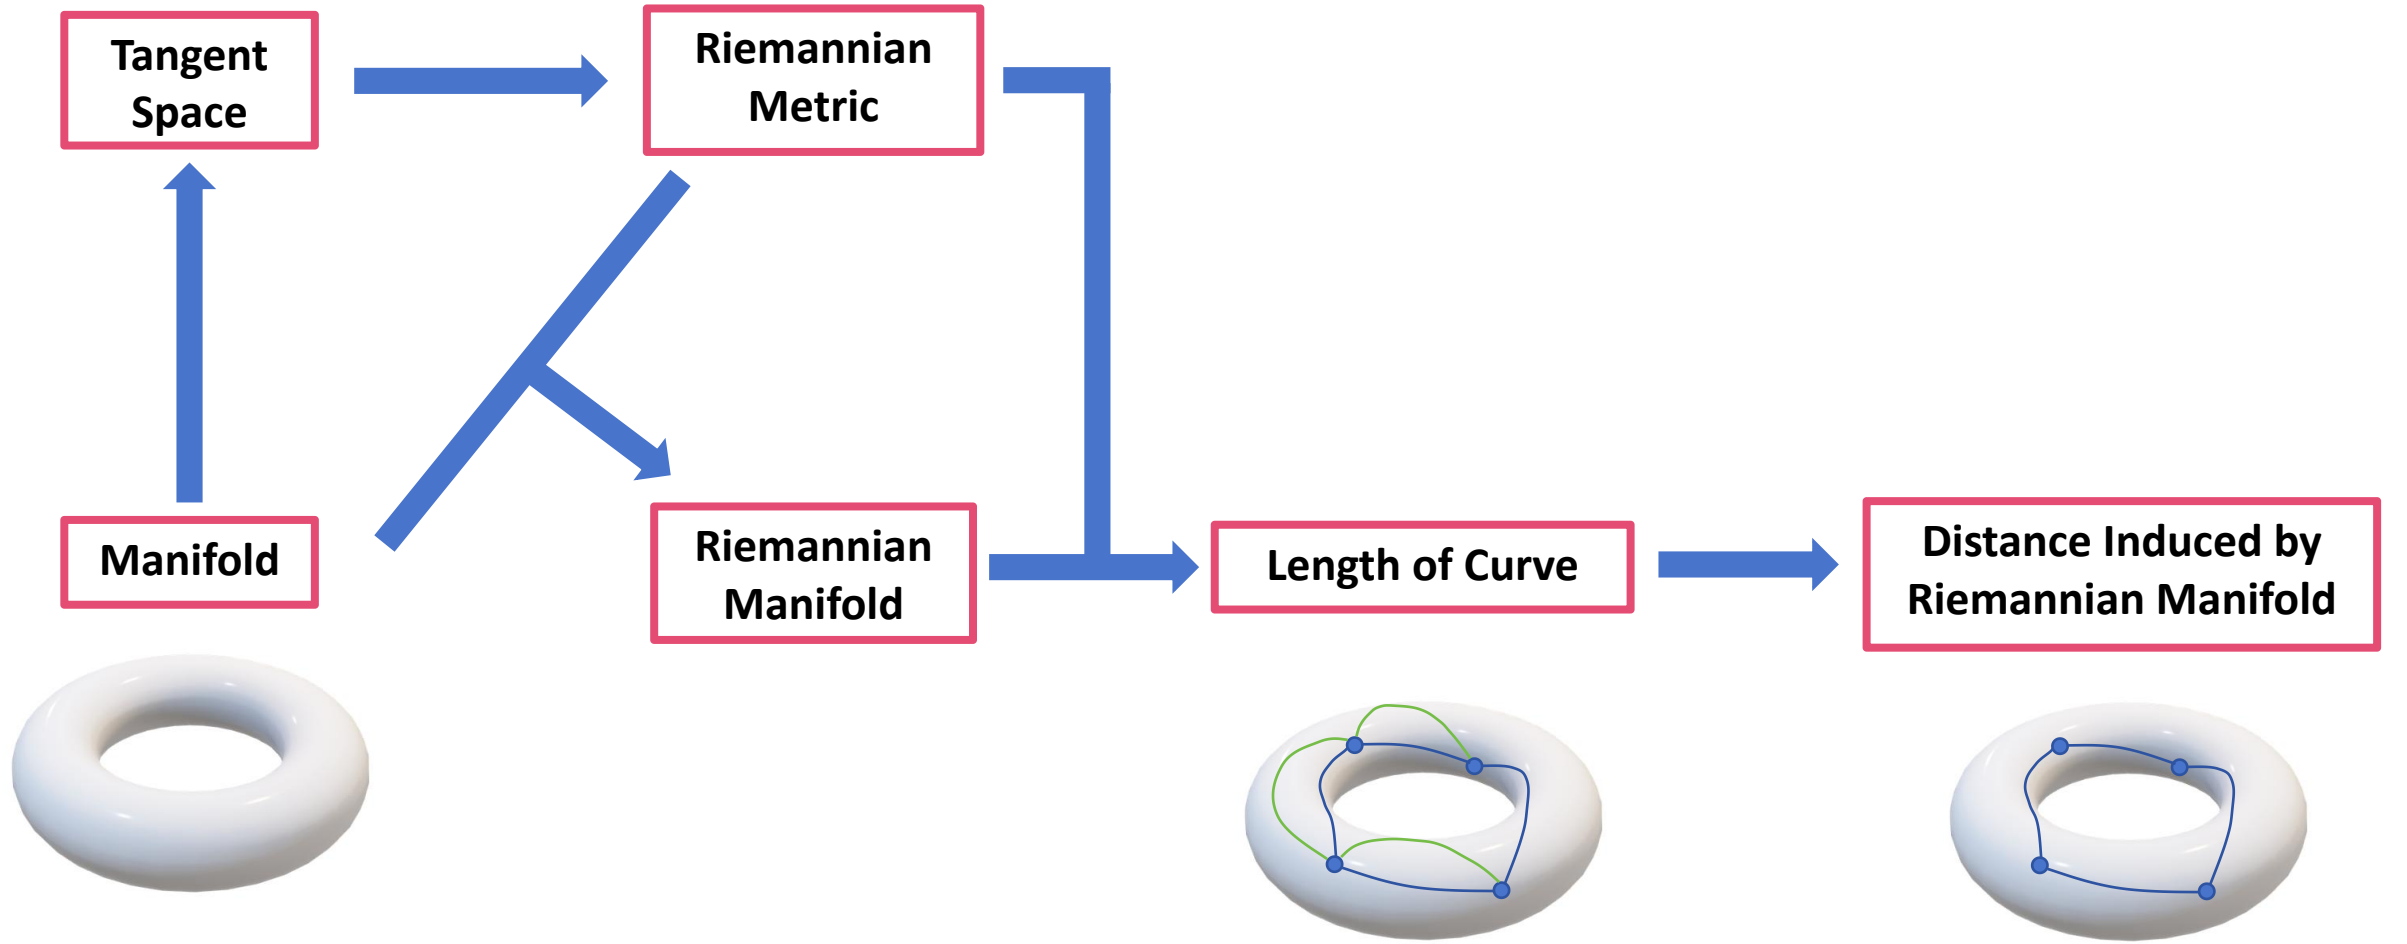 Tangent
Space
Riemannian
Metric
Manifold
Riemannian
Manifold
Length of Curve
Distance Induced by
Riemannian Manifold